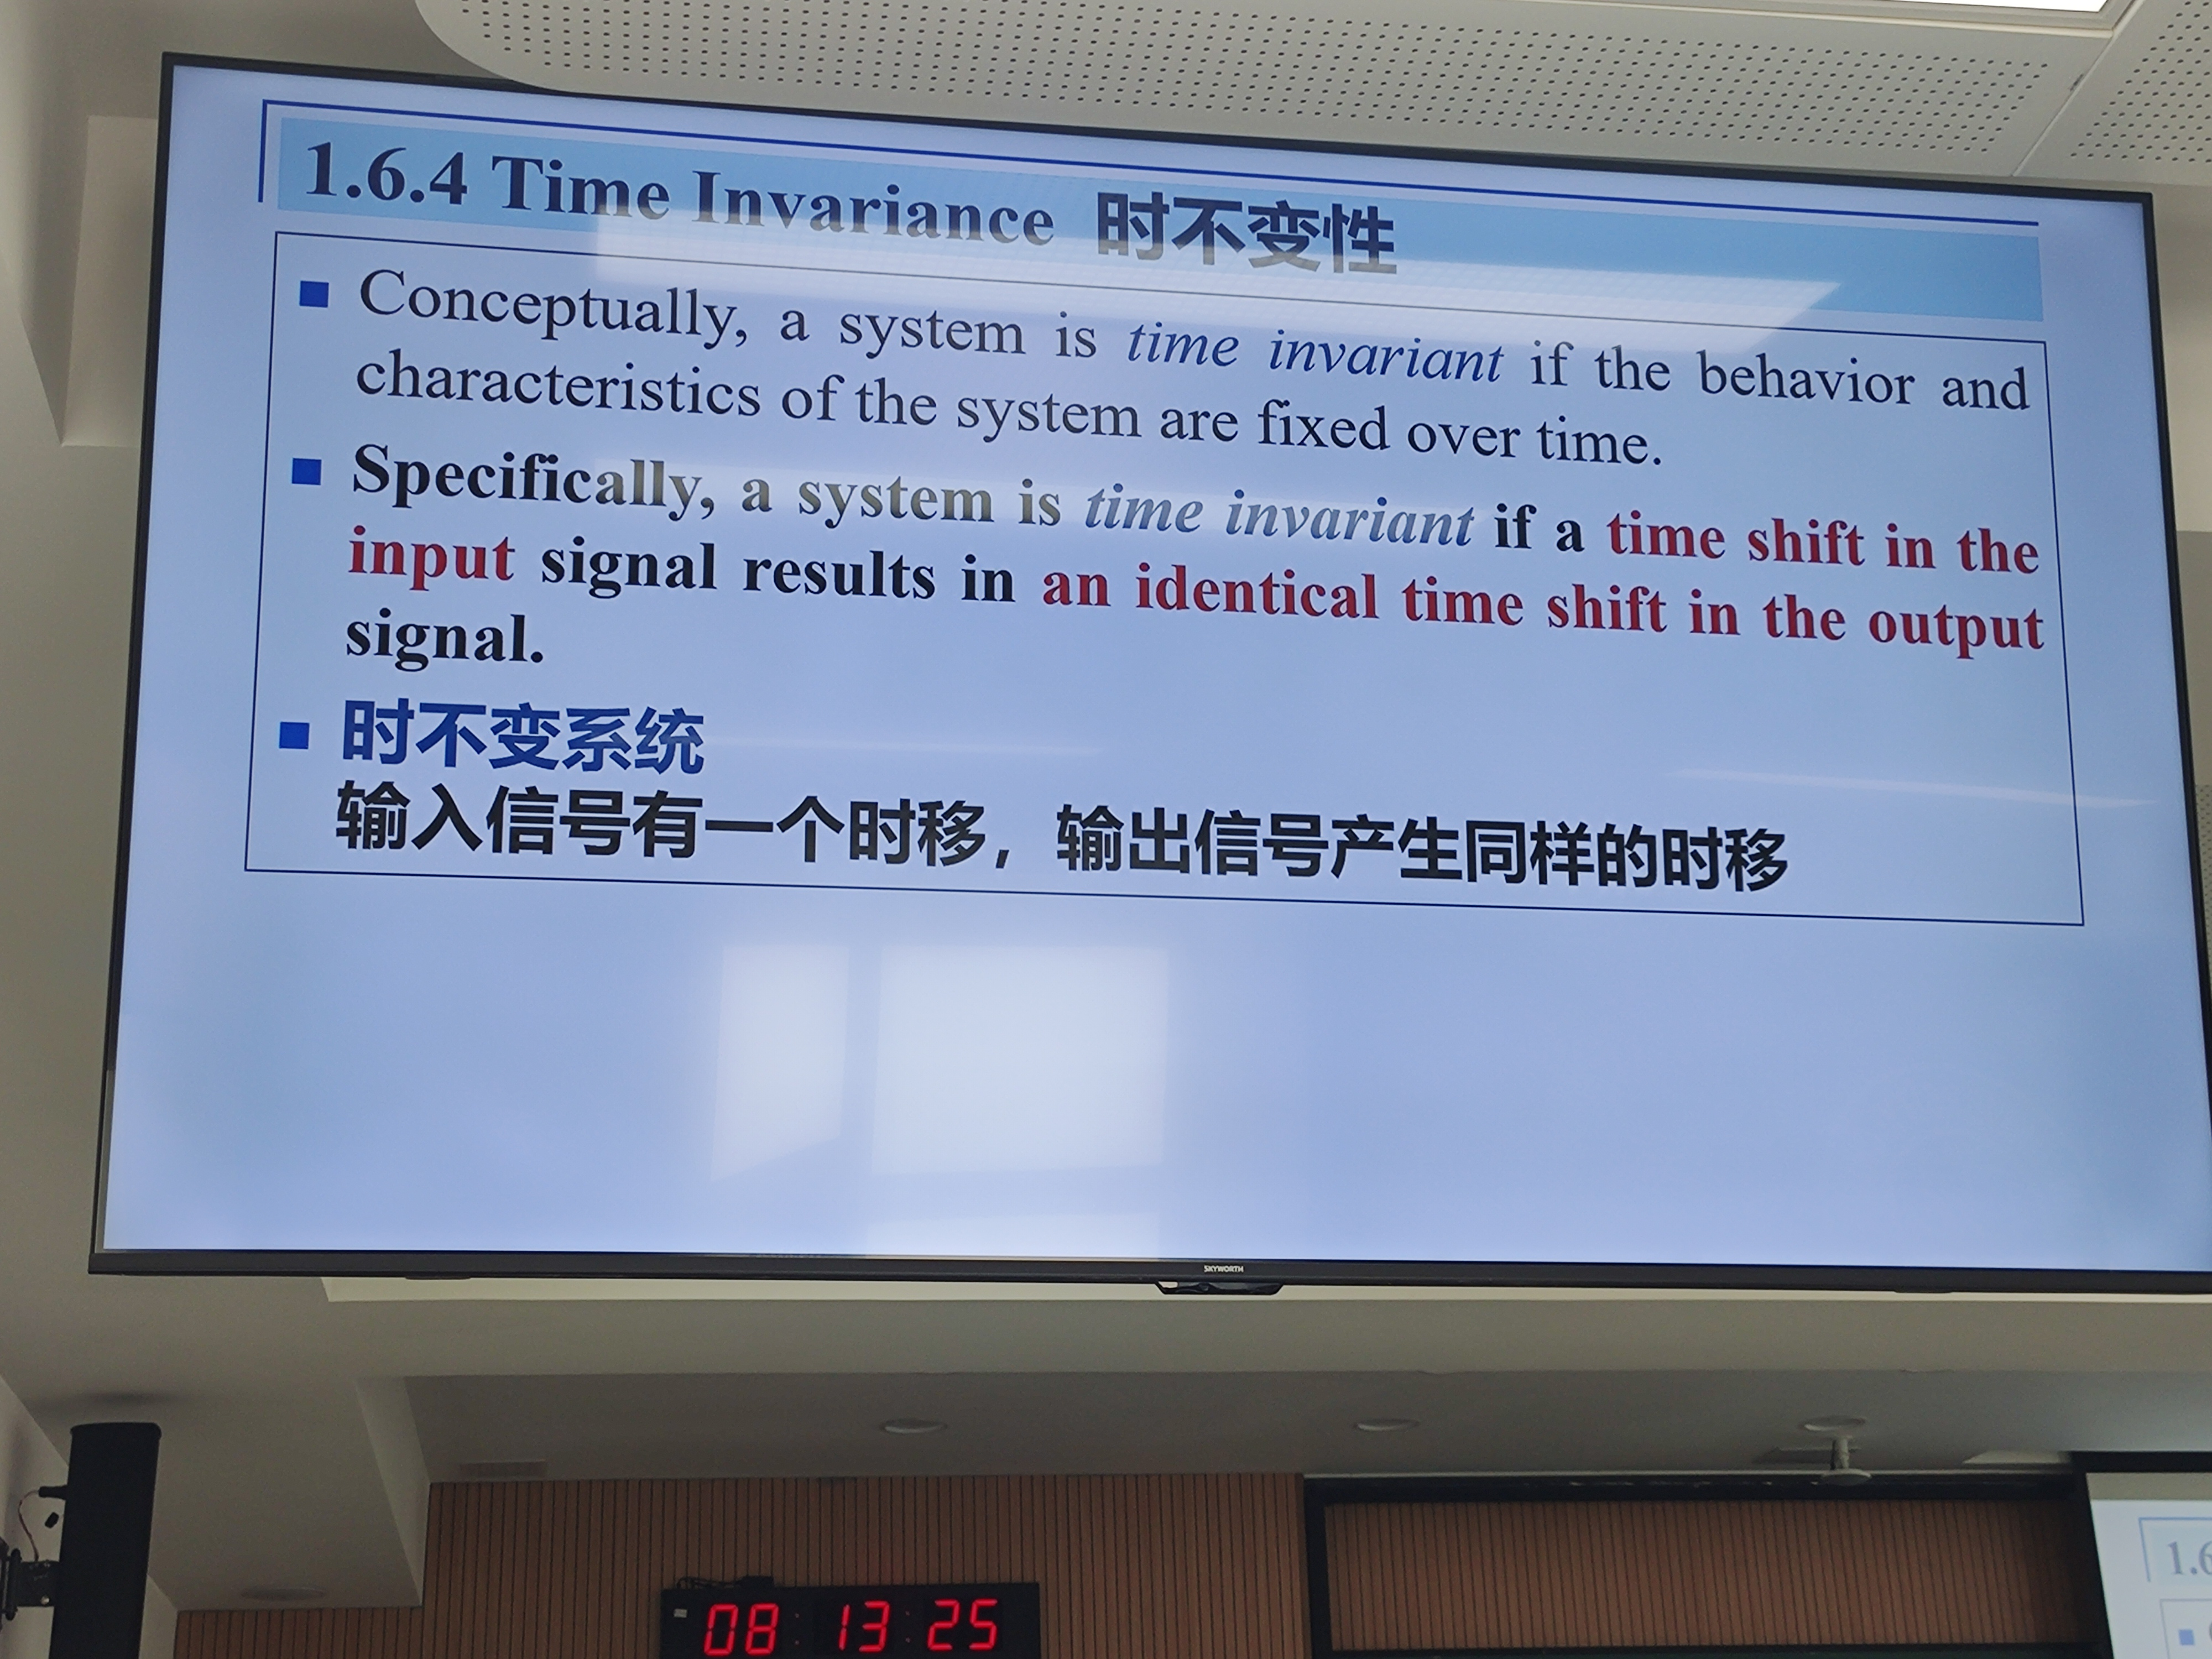 1.6.4 Time Invariance 时不变性
Conceptually, a system is time invariant if the behavior and
characteristics of the system are fixed over time.
Specifically, a system is time invariant if a time shift in the
input signal results in an identical time shift in the output
signal.
时不变系统
输入信号有一个时移，输出信号产生同样的时移
SKYWORTH
08:13:25
1.6